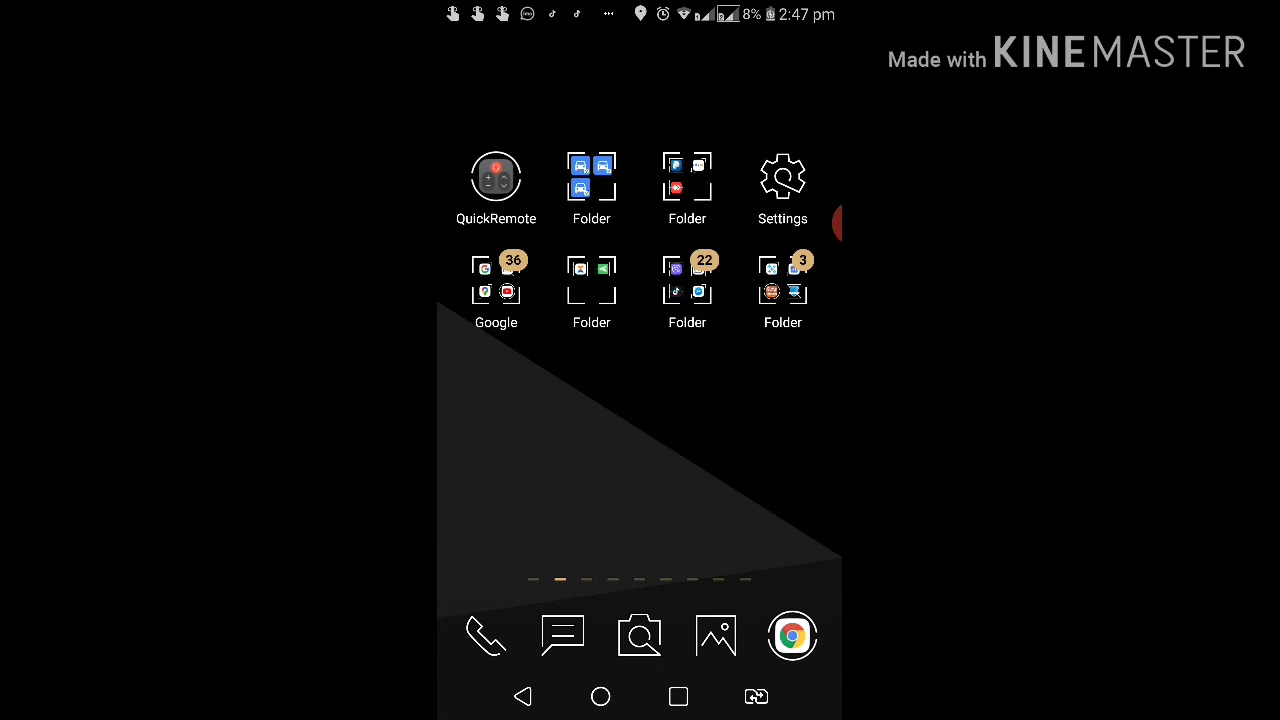 8% 2:47 pm
Made with KINEMASTER
QuickRemote Folder Folder Settings
36 22 3
Google Folder Folder Folder